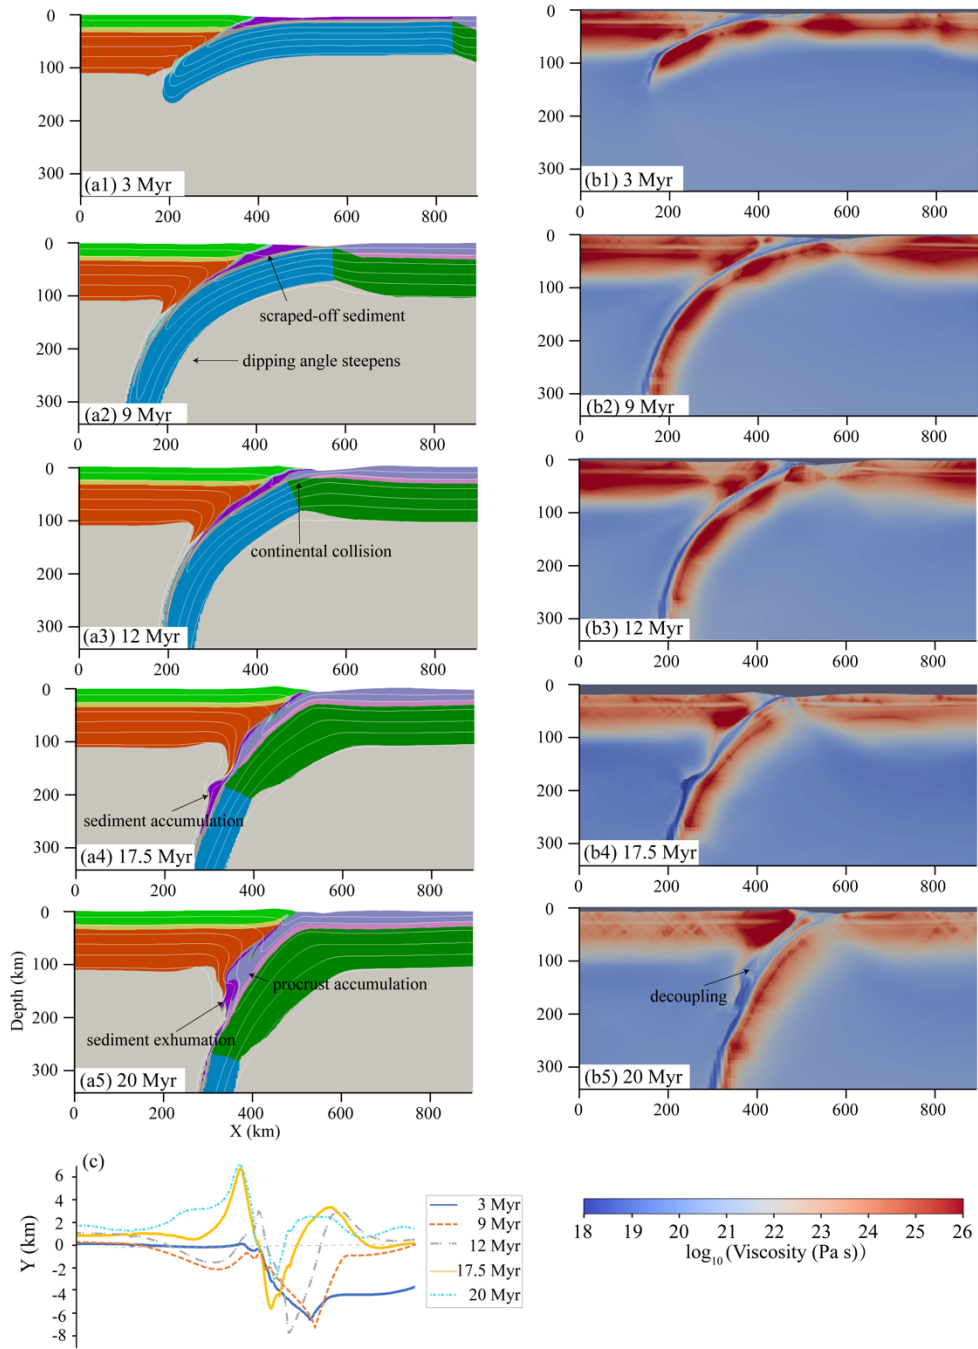 0
100
200
300
(a1) 3 Myr
0 200 400 600 800
0
100
200
300
(b1) 3 Myr
0 200 400 600 800
0
100
200
300
scraped-off sediment
dipping angle steepens
(a2) 9 Myr
0 200 400 600 800
0
100
200
300
(b2) 9 Myr
0 200 400 600 800
0
100
200
300
continental collision
(a3) 12 Myr
0 200 400 600 800
0
100
200
300
(b3) 12 Myr
0 200 400 600 800
0
100
200
300
sediment accumulation
(a4) 17.5 Myr
0 200 400 600 800
0
100
200
300
(b4) 17.5 Myr
0 200 400 600 800
Depth (km)
0
100
200
300
procrust accumulation
sediment exhumation
(a5) 20 Myr
0 200 400 600 800
X (km)
0
100
200
300
decoupling
(b5) 20 Myr
0 200 400 600 800
(c)
Y (km)
6
4
2
0
-2
-4
-6
-8
3 Myr
9 Myr
12 Myr
17.5 Myr
20 Myr
18 19 20 21 22 23 24 25 26
log10(Viscosity (Pa s))